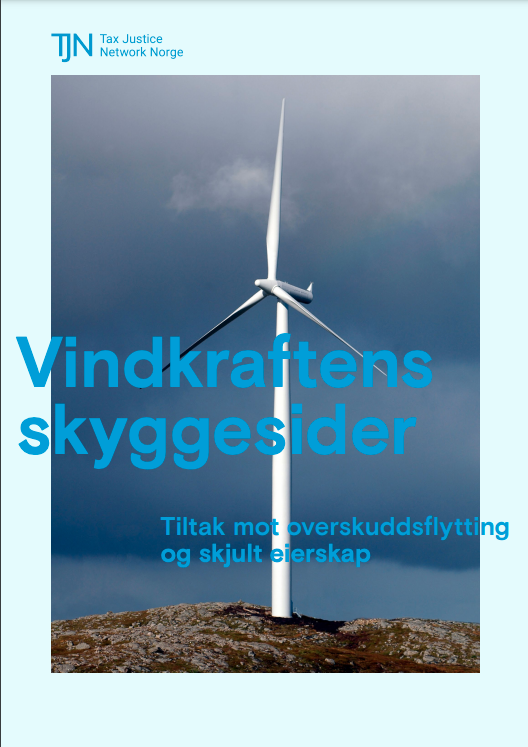 TJN
Tax Justice
Network Norge
Vindkraftens
skyggesider
Tiltak mot overskuddsflytting
og skjult eierskap